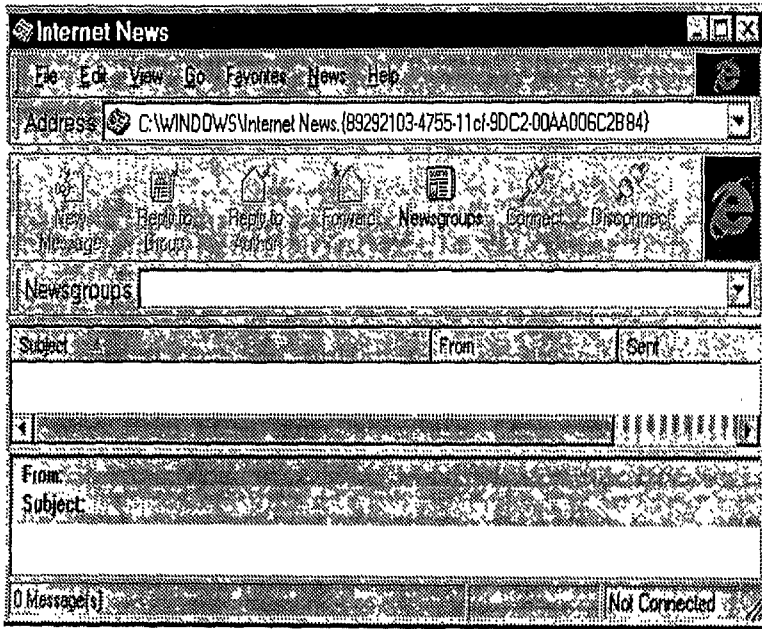 Internet News
File Edit View Go Favorites News Help
Address C:\WINDOWS\Internet News.{89292103-4755-11cf-9DC2-00AA006C2B84}
New Message Reply to Group Reply to Author Forward Newsgroups Connect Disconnect
Newsgroups
Subject From Sent
From:
Subject:
0 Message(s) Not Connected